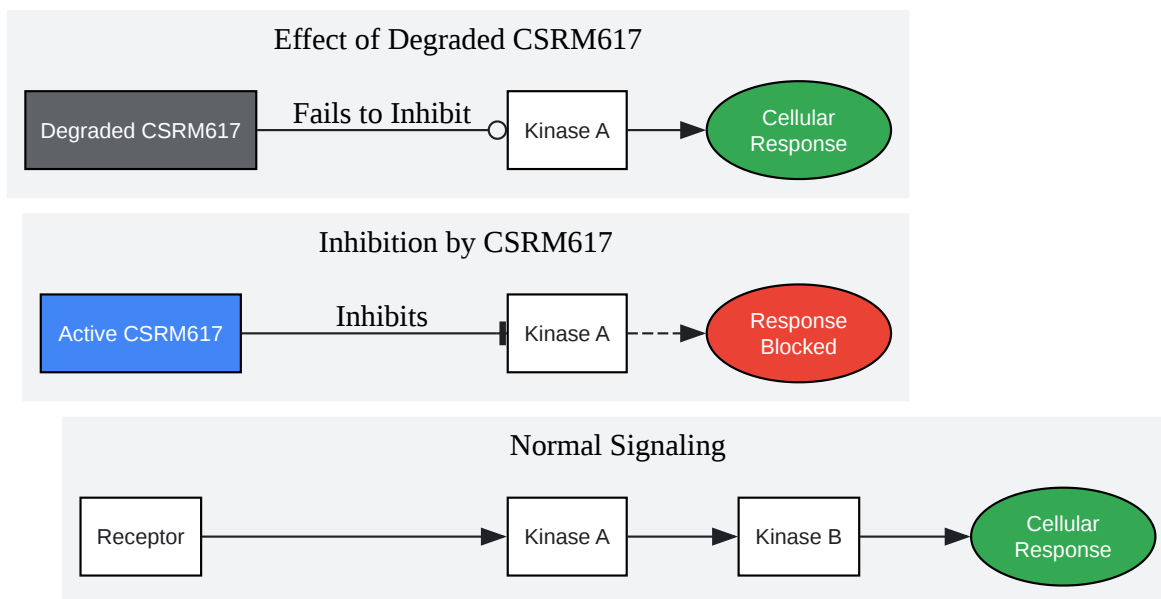 Effect of Degraded CSRM617
Degraded CSRM617
Fails to Inhibit
Kinase A
Cellular
Response
Inhibition by CSRM617
Active CSRM617
Inhibits
Kinase A
Response
Blocked
Normal Signaling
Receptor
Kinase A
Kinase B
Cellular
Response